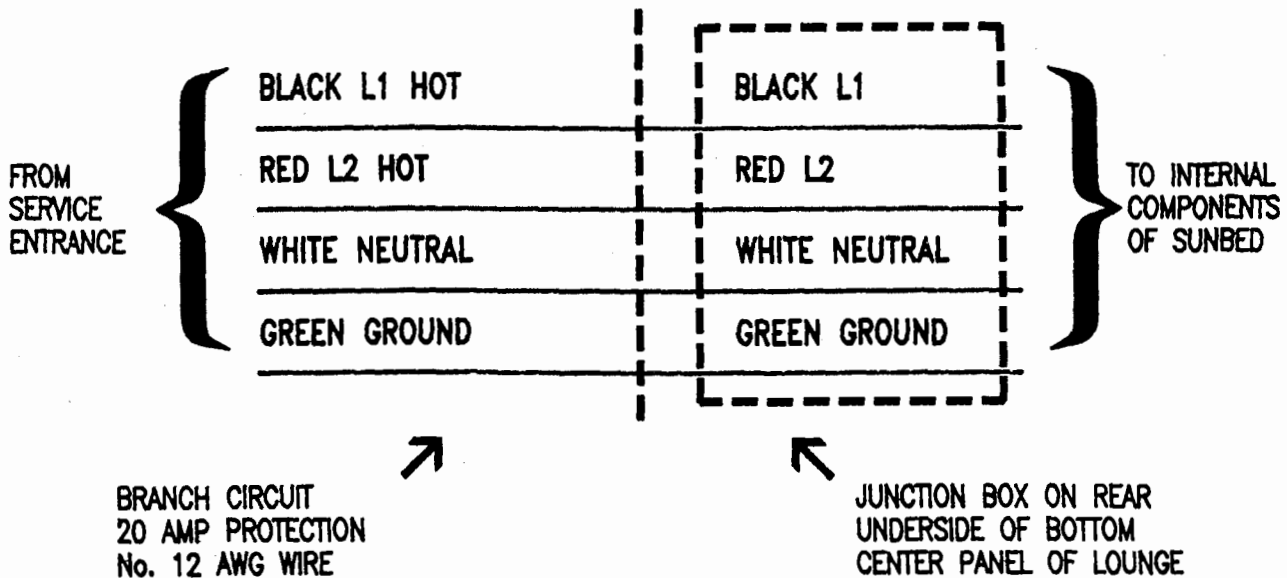 FROM
SERVICE
ENTRANCE
BLACK L1 HOT
RED L2 HOT
WHITE NEUTRAL
GREEN GROUND
BLACK L1
RED L2
WHITE NEUTRAL
GREEN GROUND
TO INTERNAL
COMPONENTS
OF SUNBED
BRANCH CIRCUIT
20 AMP PROTECTION
No. 12 AWG WIRE
JUNCTION BOX ON REAR
UNDERSIDE OF BOTTOM
CENTER PANEL OF LOUNGE